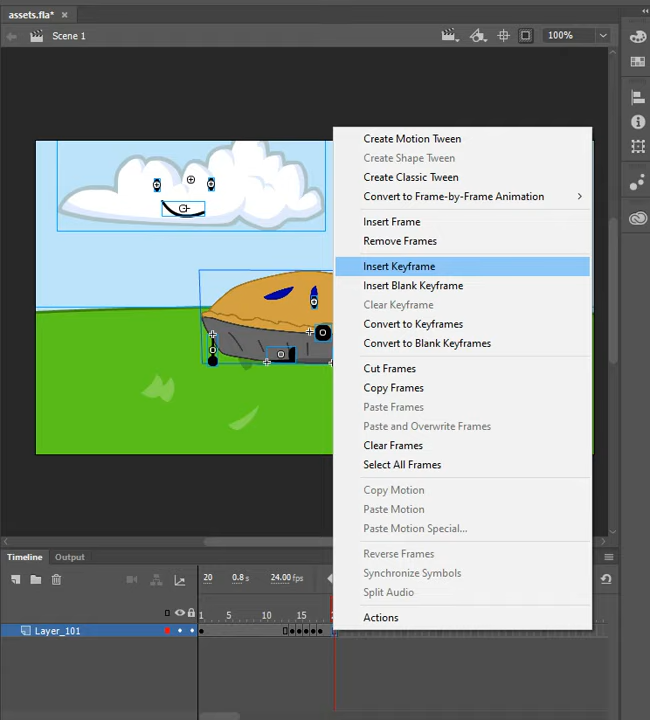 assets.fla*
Scene 1
100%
Create Motion Tween
Create Shape Tween
Create Classic Tween
Convert to Frame-by-Frame Animation
Insert Frame
Remove Frames
Insert Keyframe
Insert Blanky Keyframe
Clear Keyframe
Convert to Keyframes
Convert to Blank Keyframes
Cut Frames
Copy Frames
Paste Frames
Paste and Overwrite Frames
Clear Frames
Select All Frames
Copy Motion
Paste Motion
Paste Motion Special...
Reverse Frames
Synchronize Symbols
Split Audio
Actions
Timeline
Output
20 0.8 s 24.00 fps
1 5 10 15
Layer_101